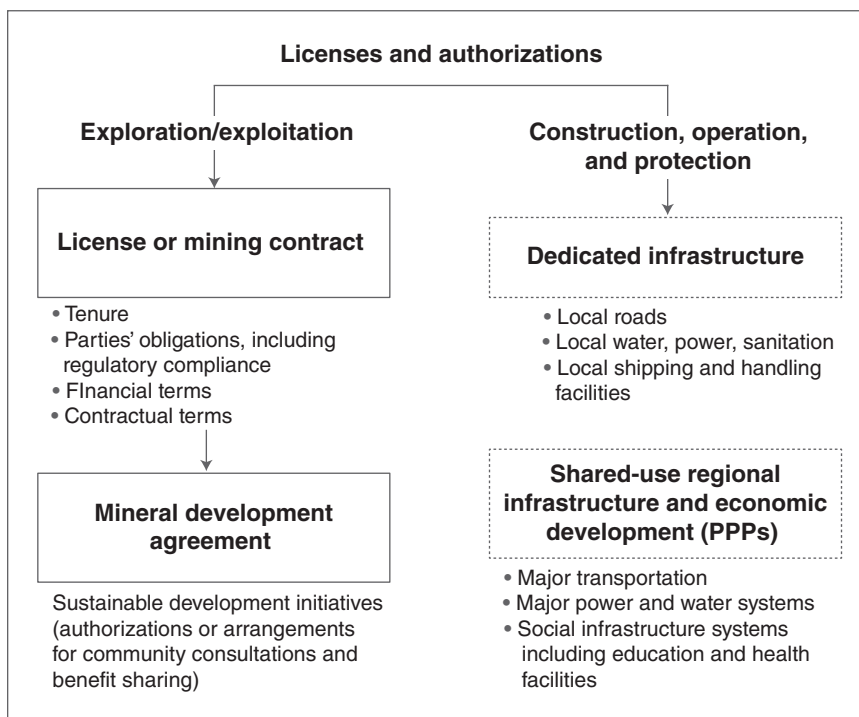 Licenses and authorizations
Exploration/exploitation
License or mining contract
• Tenure
• Parties’ obligations, including
regulatory compliance
• FInancial terms
• Contractual terms
Mineral development
agreement
Sustainable development initiatives
(authorizations or arrangements
for community consultations and
benefit sharing)
Construction, operation,
and protection
Dedicated infrastructure
• Local roads
• Local water, power, sanitation
• Local shipping and handling
facilities
Shared-use regional
infrastructure and economic
development (PPPs)
• Major transportation
• Major power and water systems
• Social infrastructure systems
including education and health
facilities